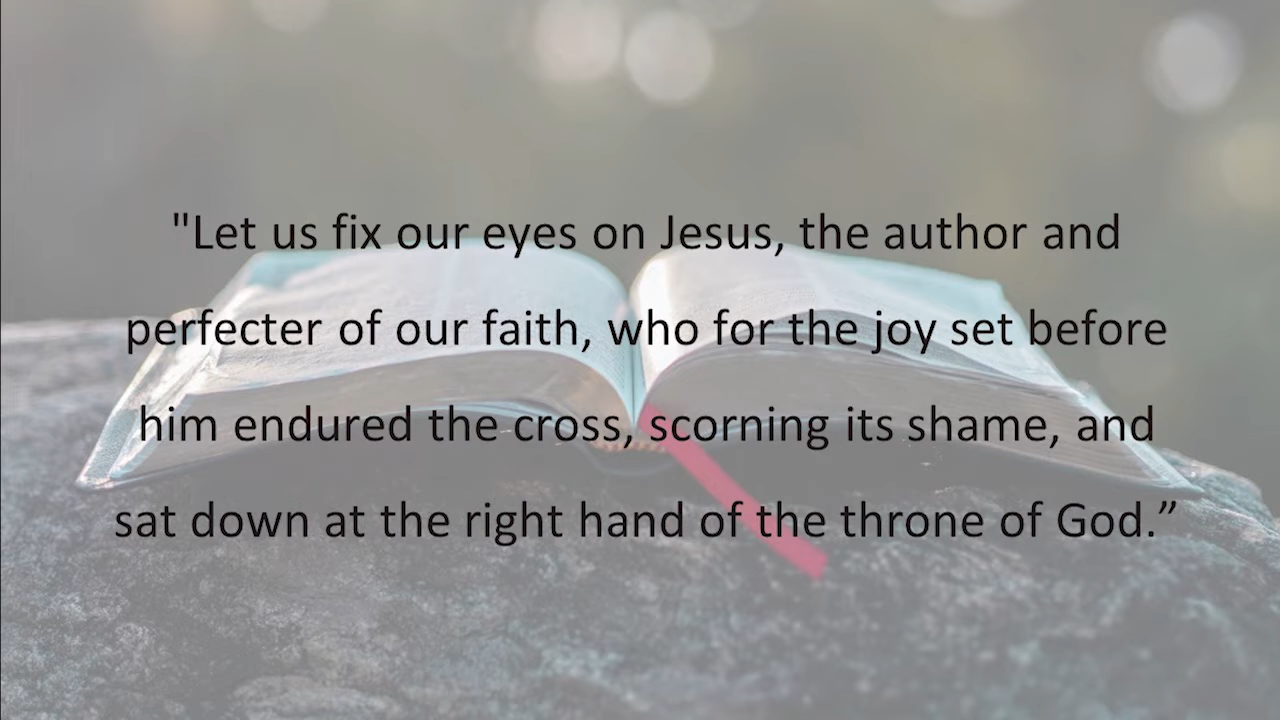 "Let us fix our eyes on Jesus, the author and
perfecter of our faith, who for the joy set before
him endured the cross, scorning its shame, and
sat down at the right hand of the throne of God.”